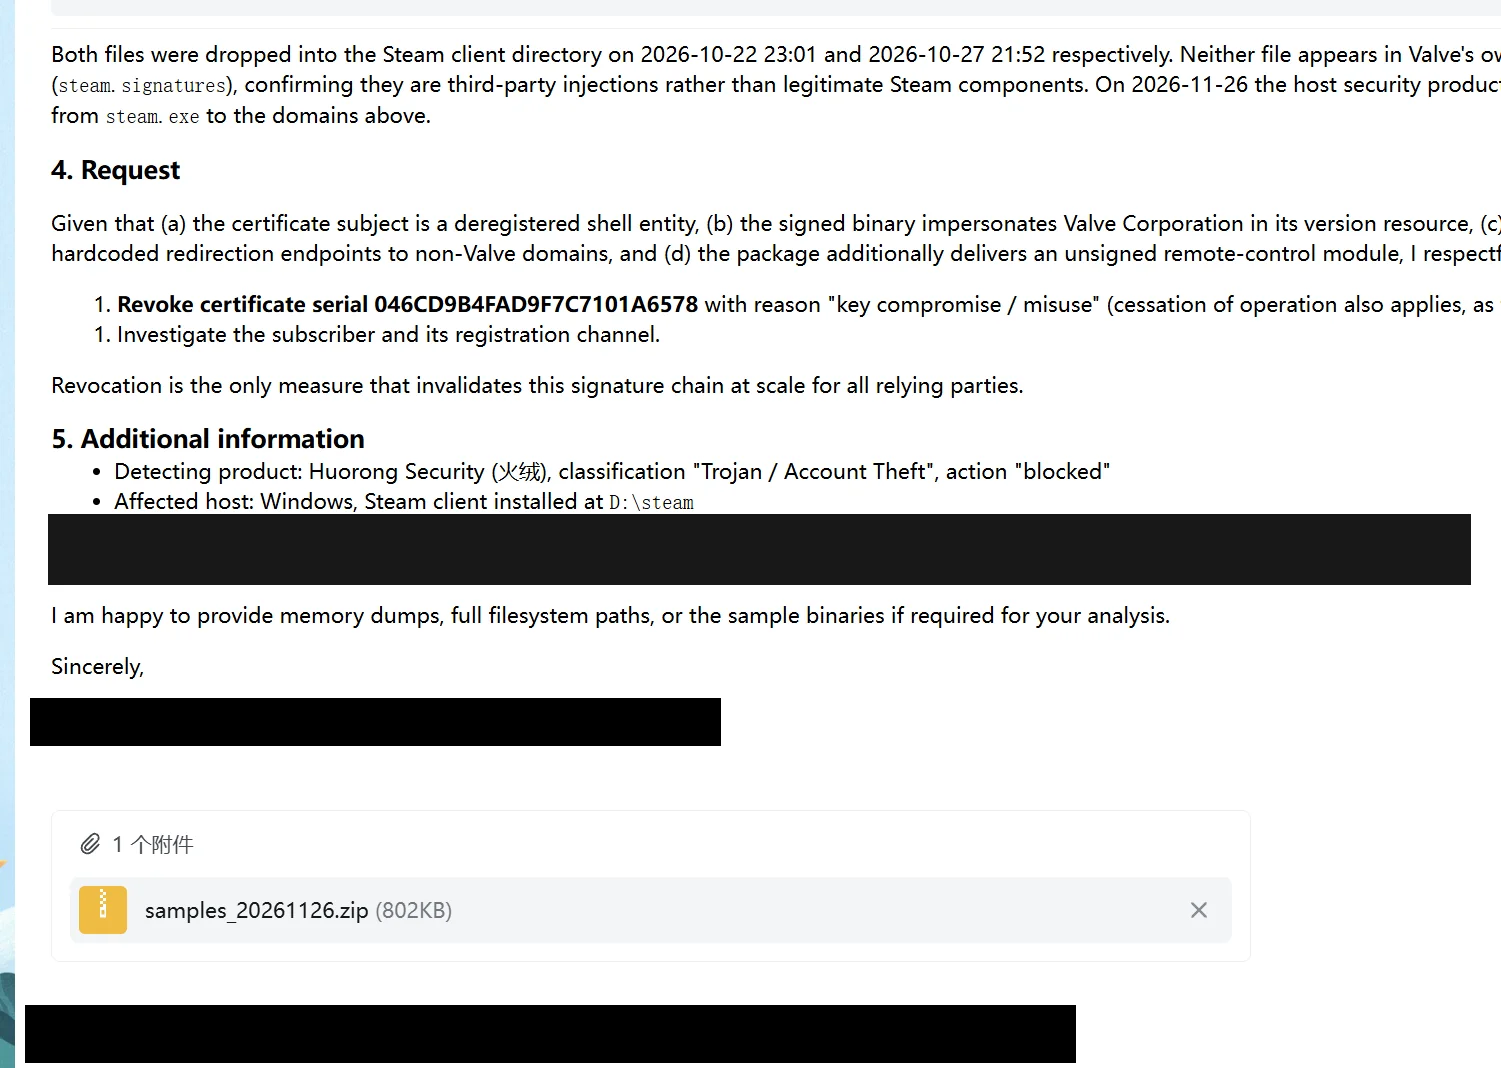 Both files were dropped into the Steam client directory on 2026-10-22 23:01 and 2026-10-27 21:52 respectively. Neither file appears in Valve's
(steam.signatures), confirming they are third-party injections rather than legitimate Steam components. On 2026-11-26 the host security
from steam.exe to the domains above.
4. Request
Given that (a) the certificate subject is a deregistered shell entity, (b) the signed binary impersonates Valve Corporation in its version resource, (c)
hardcoded redirection endpoints to non-Valve domains, and (d) the package additionally delivers an unsigned remote-control module, I
1. Revoke certificate serial 046CD9B4FAD9F7C7101A6578 with reason "key compromise / misuse" (cessation of operation also applies, as
1. Investigate the subscriber and its registration channel.
Revocation is the only measure that invalidates this signature chain at scale for all relying parties.
5. Additional information
• Detecting product: Huorong Security (火绒), classification "Trojan / Account Theft", action "blocked"
• Affected host: Windows, Steam client installed at D:\steam
I am happy to provide memory dumps, full filesystem paths, or the sample binaries if required for your analysis.
Sincerely,
1 个附件
samples_20261126.zip (802KB)